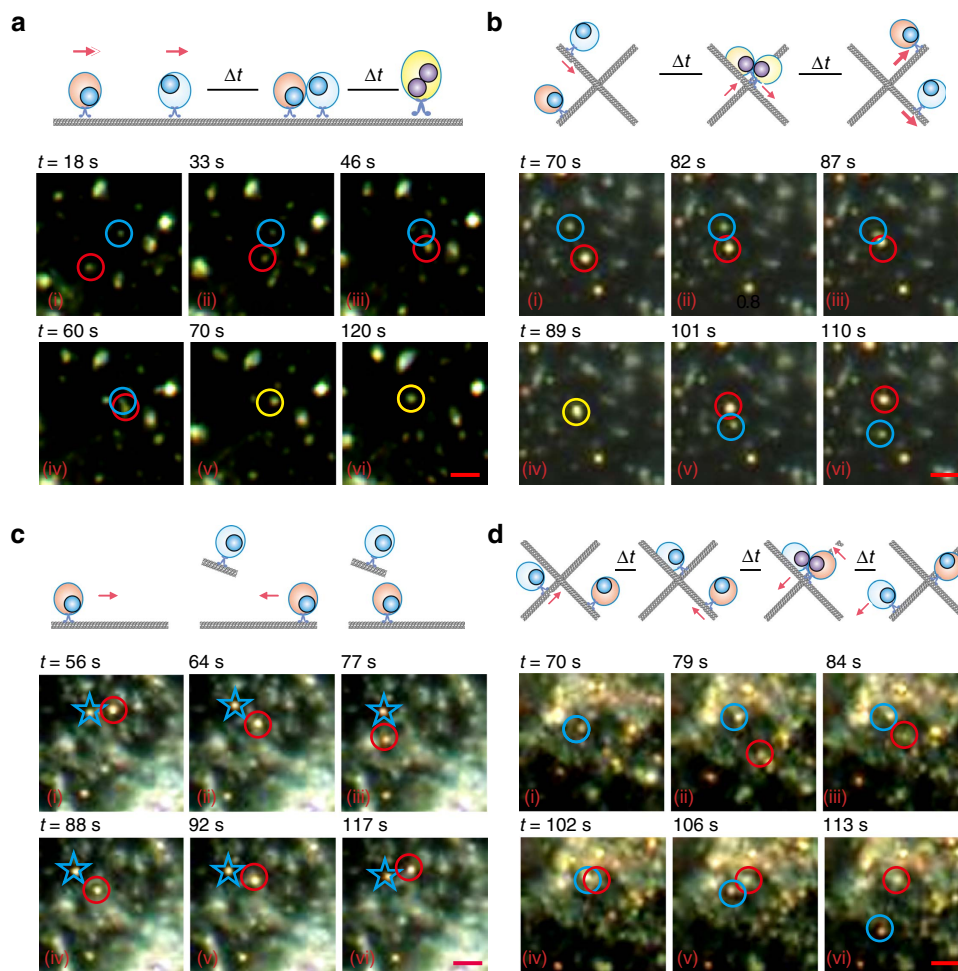 a
Δt
Δt
t = 18 s
33 s
46 s
(i)
(ii)
(iii)
t = 60 s
70 s
120 s
(iv)
(v)
(vi)
b
Δt
Δt
t = 70 s
82 s
87 s
(i)
(ii)
0.8
(iii)
t = 89 s
101 s
110 s
(iv)
(v)
(vi)
c
t = 56 s
64 s
77 s
(i)
(ii)
(iii)
t = 88 s
92 s
117 s
(iv)
(v)
(vi)
d
Δt
Δt
Δt
t = 70 s
79 s
84 s
(i)
(ii)
(iii)
t = 102 s
106 s
113 s
(iv)
(v)
(vi)